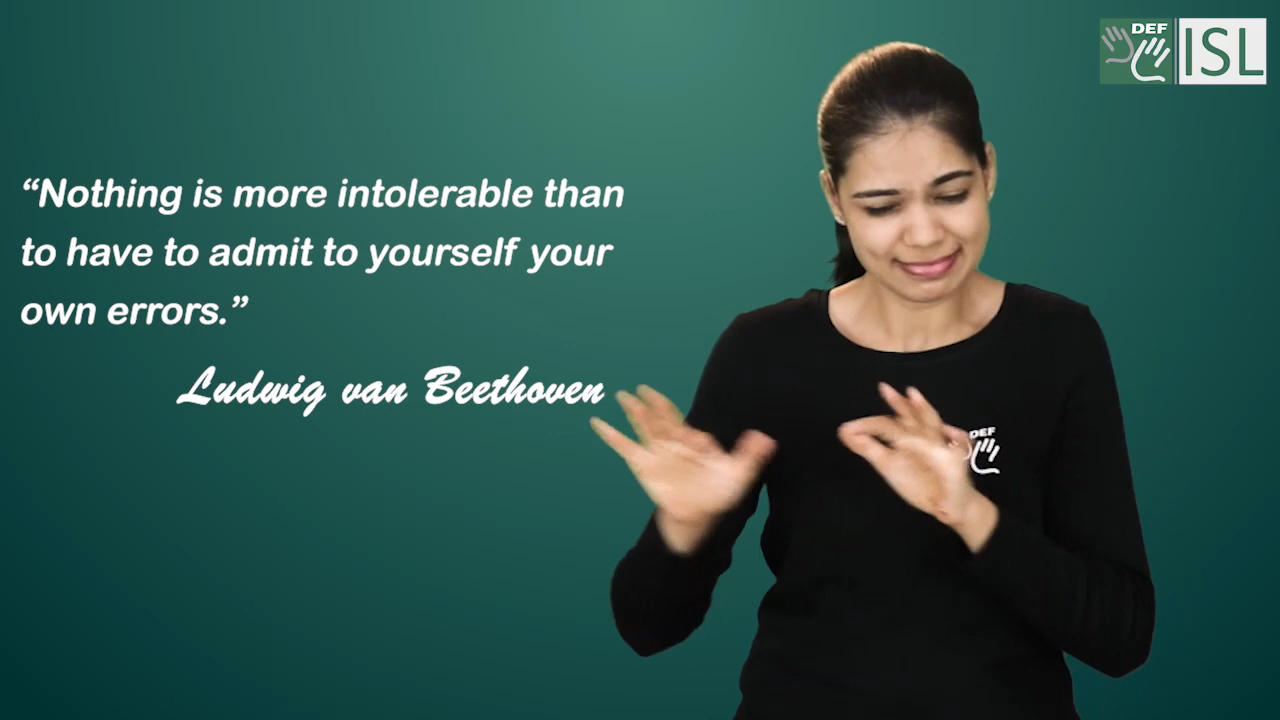 DEF
ISL
“Nothing is more intolerable than
to have to admit to yourself your
own errors.”
Ludwig van Beethoven
DEF